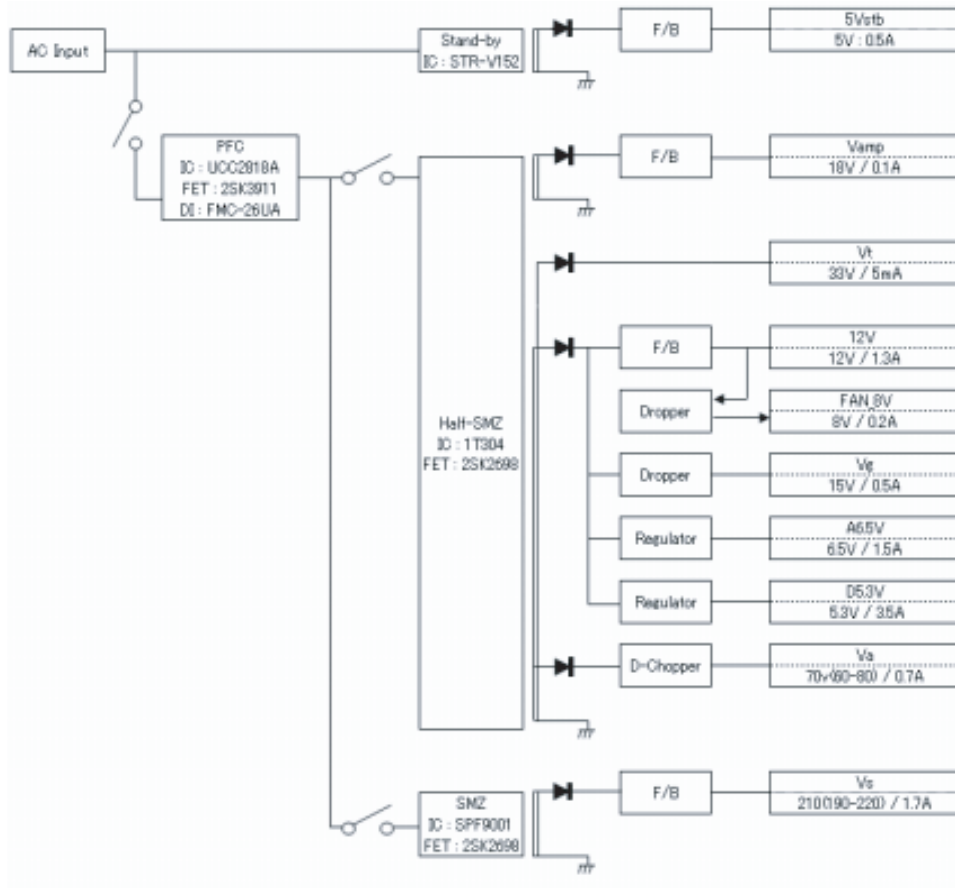 AC Input
Stand-by
IC : STR-V152
F/B
5Vstb
5V : 0.5A
PFC
IC : UCC2818A
FET : 2SK3911
DI : FMC-26UA
F/B
Vamp
18V / 0.1A
Vt
33V / 5mA
F/B
12V
12V / 1.3A
Dropper
FAN_8V
8V / 0.2A
Half-SMZ
IC : 1T304
FET : 2SK2698
Dropper
Vg
15V / 0.5A
Regulator
A6.5V
6.5V / 1.5A
Regulator
D5.3V
5.3V / 3.5A
D-Chopper
Va
70v(60-80) / 0.7A
SMZ
IC : SPF9001
FET : 2SK2698
F/B
Vs
210(190-220) / 1.7A